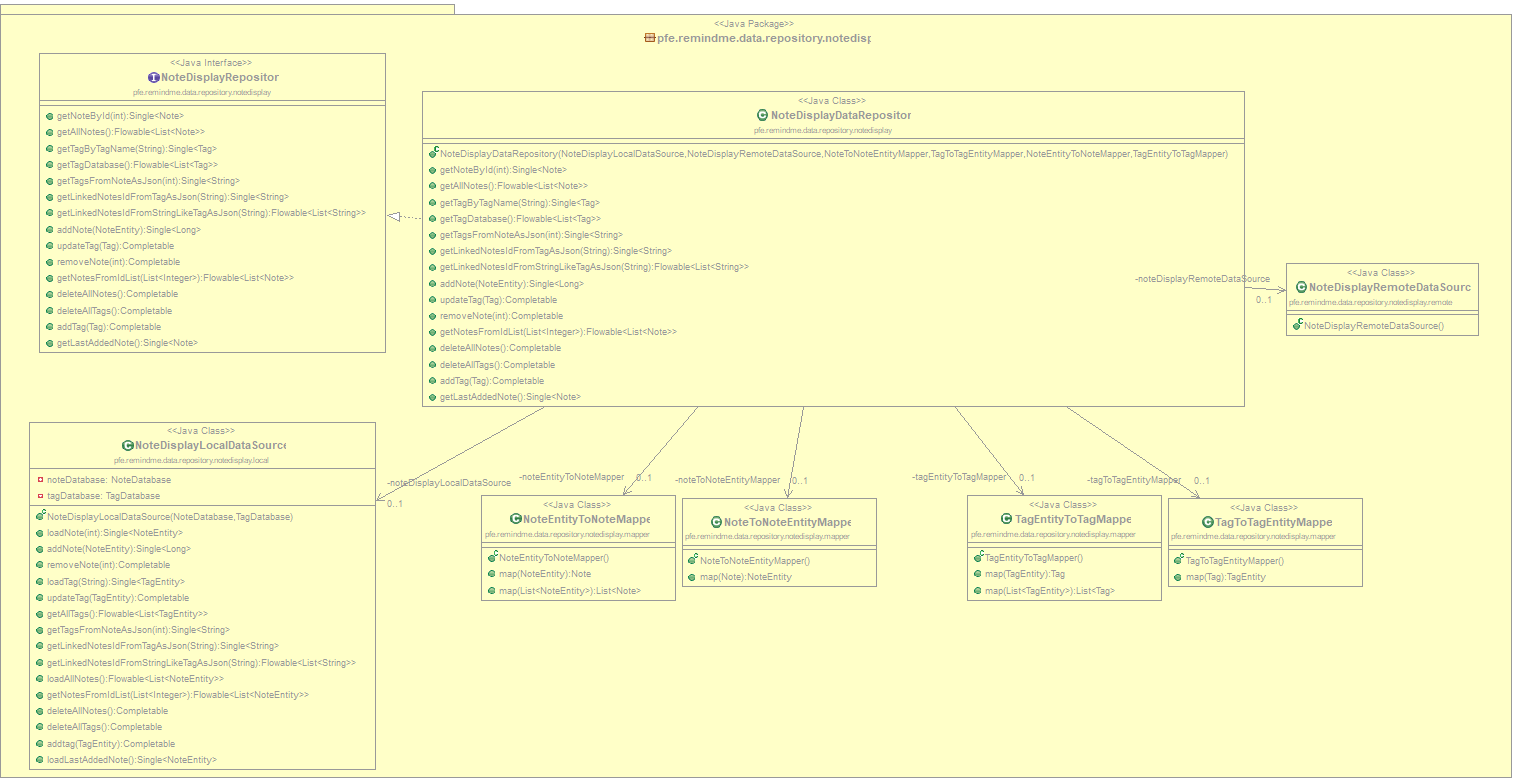 <<Java Package>>
pfe.remindme.data.repository.notedisp
<<Java Interface>>
NoteDisplayRepositor
pfe.remindme.data.repository.notedisplay
getNoteById(int):Single<Note>
getAllNotes():Flowable<List<Note>>
getTagByTagName(String):Single<Tag>
getTagDatabase():Flowable<List<Tag>>
getTagsFromNoteAsJson(int):Single<String>
getLinkedNotesIdFromTagAsJson(String):Single<String>
getLinkedNotesIdFromStringLikeTagAsJson(String):Flowable<List<String>>
addNote(NoteEntity):Single<Long>
updateTag(Tag):Completable
removeNote(int):Completable
getNotesFromIdList(List<Integer>):Flowable<List<Note>>
deleteAllNotes():Completable
deleteAllTags():Completable
addTag(Tag):Completable
getLastAddedNote():Single<Note>
<<Java Class>>
NoteDisplayDataRepositor
pfe.remindme.data.repository.notedisplay
NoteDisplayDataRepository(NoteDisplayLocalDataSource,NoteDisplayRemoteDataSource,NoteToNoteEntityMapper,TagToTagEntityMapper,NoteEntityToNoteMapper,TagEntityToTagMapper)
getNoteById(int):Single<Note>
getAllNotes():Flowable<List<Note>>
getTagByTagName(String):Single<Tag>
getTagDatabase():Flowable<List<Tag>>
getTagsFromNoteAsJson(int):Single<String>
getLinkedNotesIdFromTagAsJson(String):Single<String>
getLinkedNotesIdFromStringLikeTagAsJson(String):Flowable<List<String>>
addNote(NoteEntity):Single<Long>
updateTag(Tag):Completable
removeNote(int):Completable
getNotesFromIdList(List<Integer>):Flowable<List<Note>>
deleteAllNotes():Completable
deleteAllTags():Completable
addTag(Tag):Completable
getLastAddedNote():Single<Note>
-noteDisplayRemoteDataSource
0..1
<<Java Class>>
NoteDisplayRemoteDataSourc
pfe.remindme.data.repository.notedisplay.remote
NoteDisplayRemoteDataSource()
<<Java Class>>
NoteDisplayLocalDataSource
pfe.remindme.data.repository.notedisplay.local
noteDatabase: NoteDatabase
tagDatabase: TagDatabase
NoteDisplayLocalDataSource(NoteDatabase,TagDatabase)
loadNote(int):Single<NoteEntity>
addNote(NoteEntity):Single<Long>
removeNote(int):Completable
loadTag(String):Single<TagEntity>
updateTag(TagEntity):Completable
getAllTags():Flowable<List<TagEntity>>
getTagsFromNoteAsJson(int):Single<String>
getLinkedNotesIdFromTagAsJson(String):Single<String>
getLinkedNotesIdFromStringLikeTagAsJson(String):Flowable<List<String>>
loadAllNotes():Flowable<List<NoteEntity>>
getNotesFromIdList(List<Integer>):Flowable<List<NoteEntity>>
deleteAllNotes():Completable
deleteAllTags():Completable
addtag(TagEntity):Completable
loadLastAddedNote():Single<NoteEntity>
-noteDisplayLocalDataSource
0..1
-noteEntityToNoteMapper
0..1
<<Java Class>>
NoteEntityToNoteMappe
pfe.remindme.data.repository.notedisplay.mapper
NoteEntityToNoteMapper()
map(NoteEntity):Note
map(List<NoteEntity>):List<Note>
-noteToNoteEntityMapper
0..1
<<Java Class>>
NoteToNoteEntityMappe
pfe.remindme.data.repository.notedisplay.mapper
NoteToNoteEntityMapper()
map(Note):NoteEntity
-tagEntityToTagMapper
0..1
<<Java Class>>
TagEntityToTagMappe
pfe.remindme.data.repository.notedisplay.mapper
TagEntityToTagMapper()
map(TagEntity):Tag
map(List<TagEntity>):List<Tag>
-tagToTagEntityMapper
0..1
<<Java Class>>
TagToTagEntityMappe
pfe.remindme.data.repository.notedisplay.mapper
TagToTagEntityMapper()
map(Tag):TagEntity